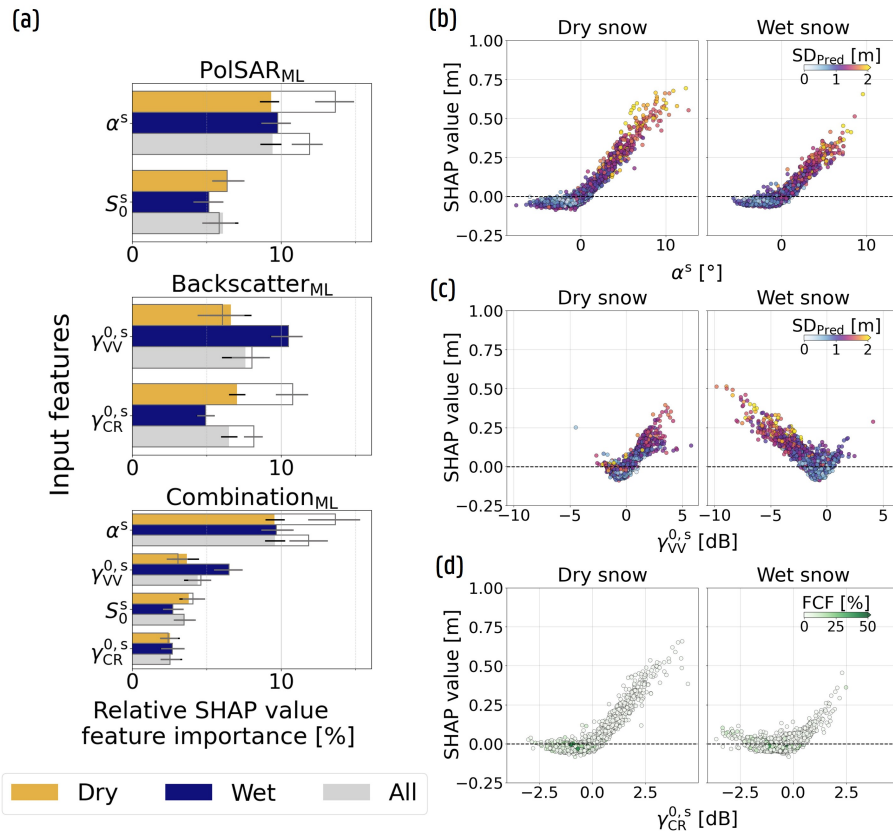 (a)
PolSAR_ML
α^s
S_0^s
0
10
Backscatter_ML
γ_VV^0,s
γ_CR^0,s
0
10
Combination_ML
α^s
γ_VV^0,s
S_0^s
γ_CR^0,s
0
10
Input features
Relative SHAP value
feature importance [%]
Dry
Wet
All
(b)
Dry snow
Wet snow
SD_Pred [m]
0 1 2
1.00
0.75
0.50
0.25
0.00
−0.25
SHAP value [m]
0 10
0 10
α^s [°]
(c)
Dry snow
Wet snow
SD_Pred [m]
0 1 2
1.00
0.75
0.50
0.25
0.00
−0.25
SHAP value [m]
−10 −5 0 5
−10 −5 0 5
γ_VV^0,s [dB]
(d)
Dry snow
Wet snow
FCF [%]
0 25 50
1.00
0.75
0.50
0.25
0.00
−0.25
SHAP value [m]
−2.5 0.0 2.5
−2.5 0.0 2.5
γ_CR^0,s [dB]